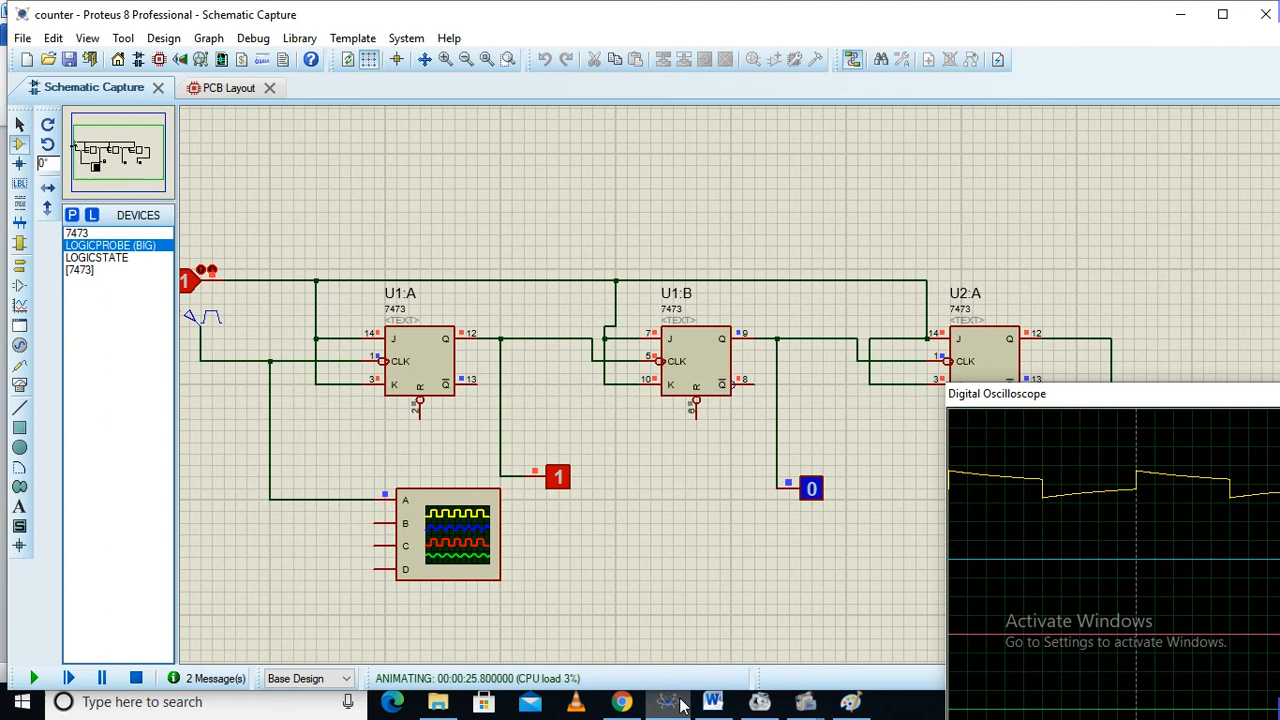 counter - Proteus 8 Professional - Schematic Capture
File Edit View Tool Design Graph Debug Library Template System Help
Schematic Capture
PCB Layout
0°
P L DEVICES
7473
LOGICPROBE (BIG)
LOGICSTATE
[7473]
LBL
A
S
1
U1:A
7473
<TEXT>
14 J Q 12
1 CLK
3 K Q 13
R
2
U1:B
7473
<TEXT>
7 J Q 9
5 CLK
10 K Q 8
R
6
U2:A
7473
<TEXT>
14 J Q 12
1 CLK
3 13
1
0
A
B
C
D
Digital Oscilloscope
Activate Windows
Go to Settings to activate Windows.
2 Message(s)
Base Design
ANIMATING: 00:00:25.800000 (CPU load 3%)
Type here to search